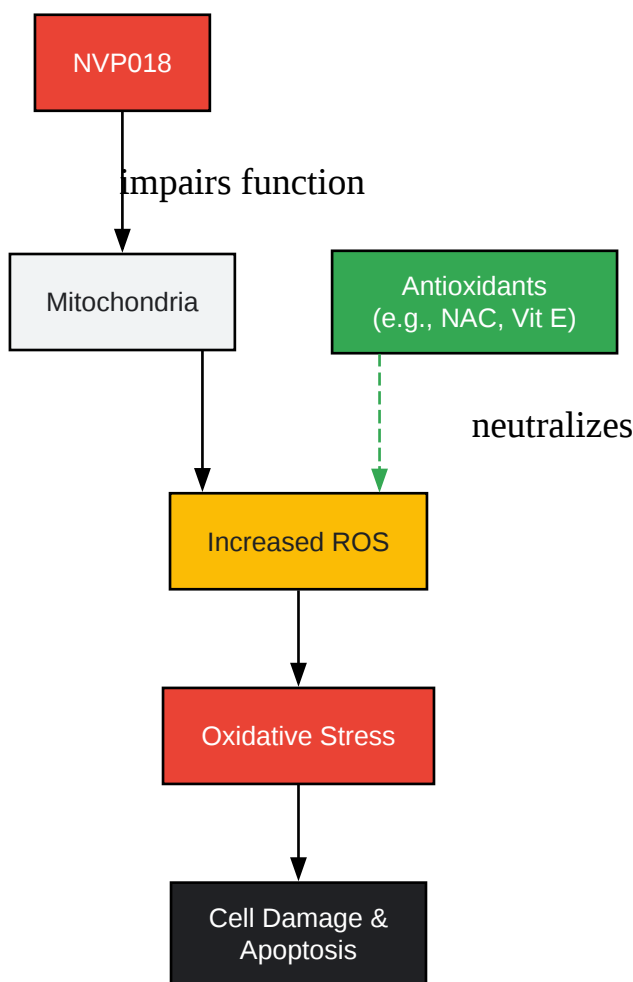 NVP018
impairs function
Mitochondria
Antioxidants
(e.g., NAC, Vit E)
neutralizes
Increased ROS
Oxidative Stress
Cell Damage &
Apoptosis